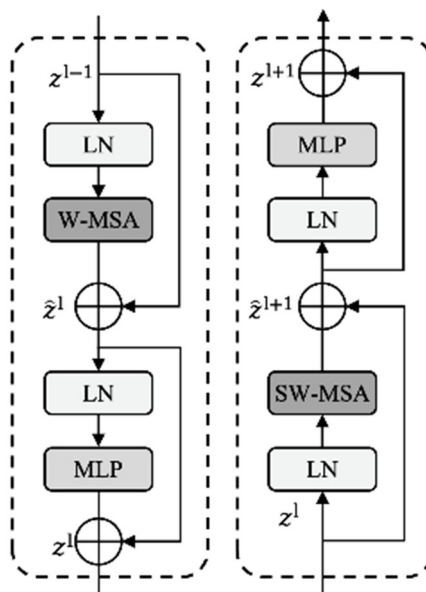 z^{l-1}
LN
W-MSA
ẑ^l
LN
MLP
z^l
z^{l+1}
MLP
LN
ẑ^{l+1}
SW-MSA
LN
z^l